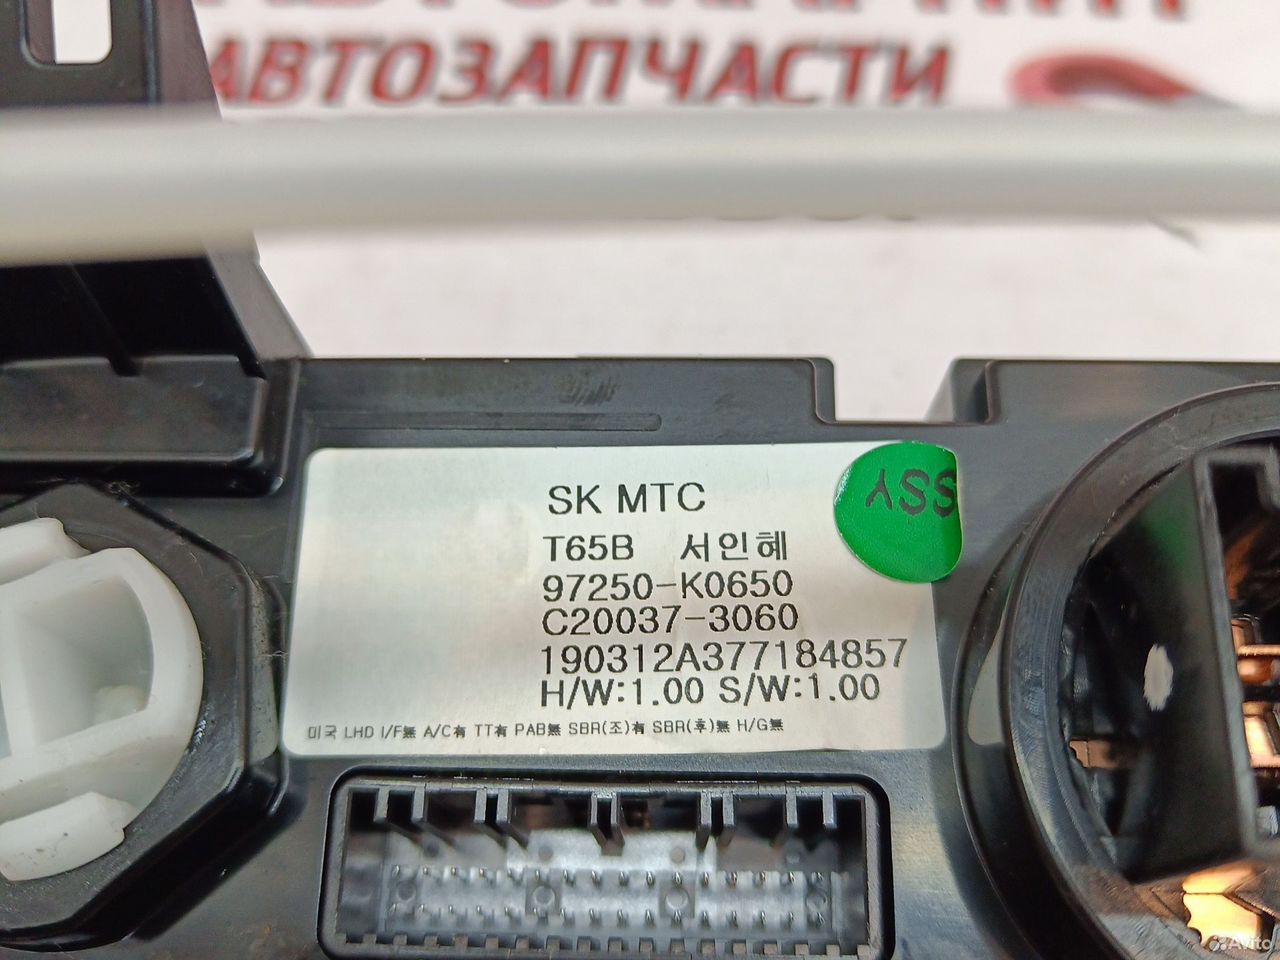 АВТОЗАПЧАСТИ
SK MTC
ASSY
T65B 서인혜
97250-K0650
C20037-3060
190312A377184857
H/W:1.00 S/W:1.00
미국 LHD I/F無 A/C有 TT有 PAB無 SBR(조)有 SBR(후)無 H/G無
Avito